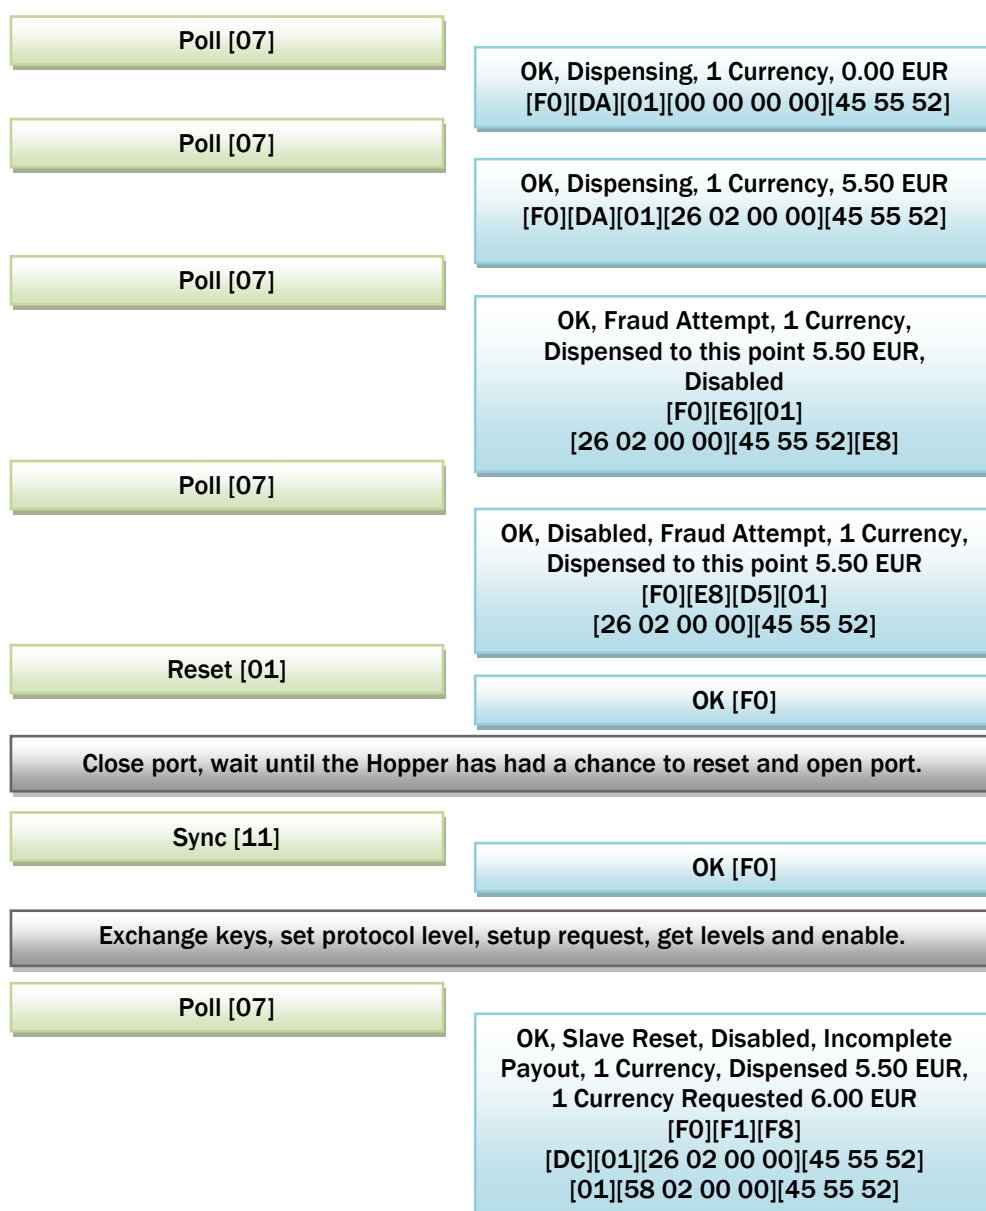 Poll [07]
OK, Dispensing, 1 Currency, 0.00 EUR
[F0][DA][01][00 00 00 00][45 55 52]
Poll [07]
OK, Dispensing, 1 Currency, 5.50 EUR
[F0][DA][01][26 02 00 00][45 55 52]
Poll [07]
OK, Fraud Attempt, 1 Currency,
Dispensed to this point 5.50 EUR,
Disabled
[F0][E6][01]
[26 02 00 00][45 55 52][E8]
Poll [07]
OK, Disabled, Fraud Attempt, 1 Currency,
Dispensed to this point 5.50 EUR
[F0][E8][D5][01]
[26 02 00 00][45 55 52]
Reset [01]
OK [F0]
Close port, wait until the Hopper has had a chance to reset and open port.
Sync [11]
OK [F0]
Exchange keys, set protocol level, setup request, get levels and enable.
Poll [07]
OK, Slave Reset, Disabled, Incomplete
Payout, 1 Currency, Dispensed 5.50 EUR,
1 Currency Requested 6.00 EUR
[F0][F1][F8]
[DC][01][26 02 00 00][45 55 52]
[01][58 02 00 00][45 55 52]